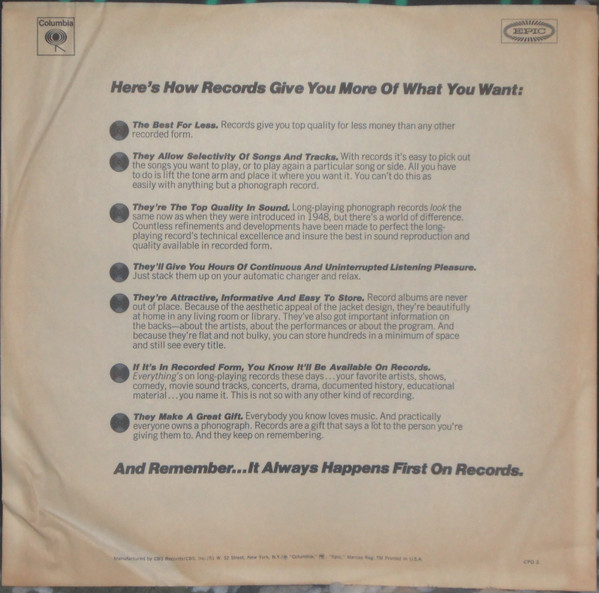 Columbia
EPIC
Here's How Records Give You More Of What You Want:
The Best For Less. Records give you top quality for less money than any other
recorded form.
They Allow Selectivity Of Songs And Tracks. With records it's easy to pick out
the songs you want to play, or to play again a particular song or side. All you have
to do is lift the tone arm and place it where you want it. You can't do this as
easily with anything but a phonograph record.
They're The Top Quality In Sound. Long-playing phonograph records look the
same now as when they were introduced in 1948, but there's a world of difference.
Countless refinements and developments have been made to perfect the long-
playing record's technical excellence and insure the best in sound reproduction and
quality available in recorded form.
They'll Give You Hours Of Continuous And Uninterrupted Listening Pleasure.
Just stack them up on your automatic changer and relax.
They're Attractive, Informative And Easy To Store. Record albums are never
out of place. Because of the aesthetic appeal of the jacket design, they're beautifully
at home in any living room or library. They've also got important information on
the backs—about the artists, about the performances or about the program. And
because they're flat and not bulky, you can store hundreds in a minimum of space
and still see every title.
If It's In Recorded Form, You Know It'll Be Available On Records.
Everything's on long-playing records these days...your favorite artists, shows,
comedy, movie sound tracks, concerts, drama, documented history, educational
material...you name it. This is not so with any other kind of recording.
They Make A Great Gift. Everybody you know loves music. And practically
everyone owns a phonograph. Records are a gift that says a lot to the person you're
giving them to. And they keep on remembering.
And Remember...It Always Happens First On Records.
Manufactured by CBS Records/CBS, Inc./51 W. 52 Street, New York, N.Y./® "Columbia," "Epic," Marcas Reg. Printed in U.S.A.